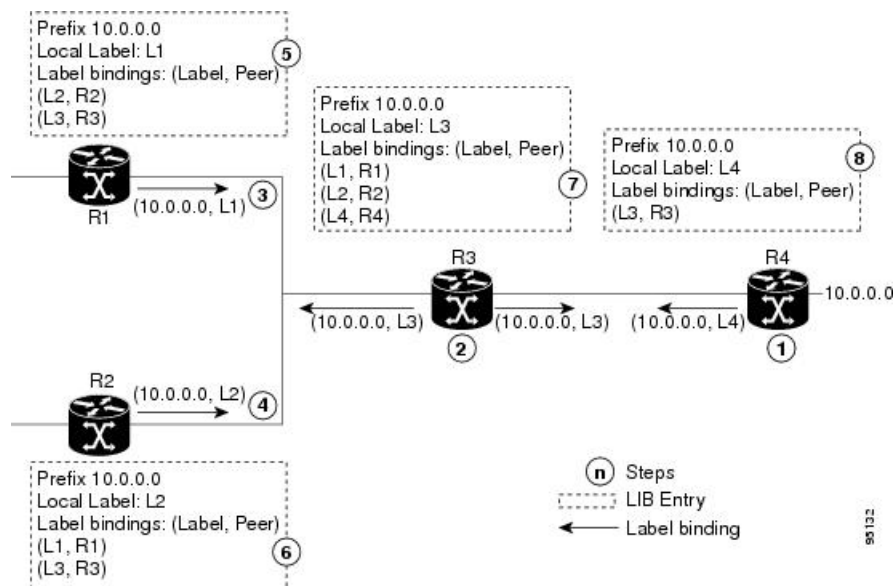 Prefix 10.0.0.0
Local Label: L1
Label bindings: (Label, Peer)
(L2, R2)
(L3, R3)
5
R1
(10.0.0.0, L1)
3
Prefix 10.0.0.0
Local Label: L3
Label bindings: (Label, Peer)
(L1, R1)
(L2, R2)
(L4, R4)
7
Prefix 10.0.0.0
Local Label: L4
Label bindings: (Label, Peer)
(L3, R3)
8
R3
R4
10.0.0.0
(10.0.0.0, L3)
(10.0.0.0, L3)
(10.0.0.0, L4)
2
1
R2
(10.0.0.0, L2)
4
Prefix 10.0.0.0
Local Label: L2
Label bindings: (Label, Peer)
(L1, R1)
(L3, R3)
6
n Steps
LIB Entry
Label binding
95132